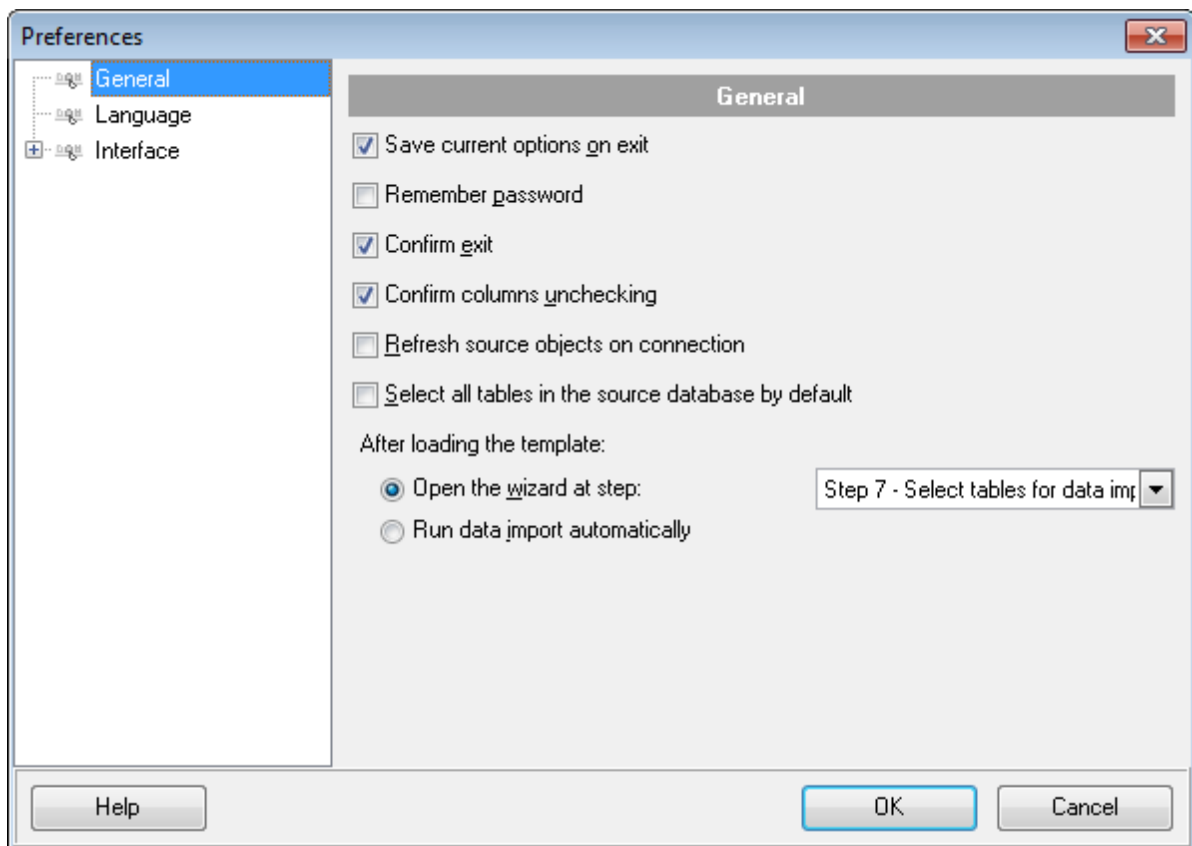 Preferences
General
Language
Interface
General
Save current options on exit
Remember password
Confirm exit
Confirm columns unchecking
Refresh source objects on connection
Select all tables in the source database by default
After loading the template:
Open the wizard at step: Step 7 - Select tables for data imp
Run data import automatically
Help OK Cancel